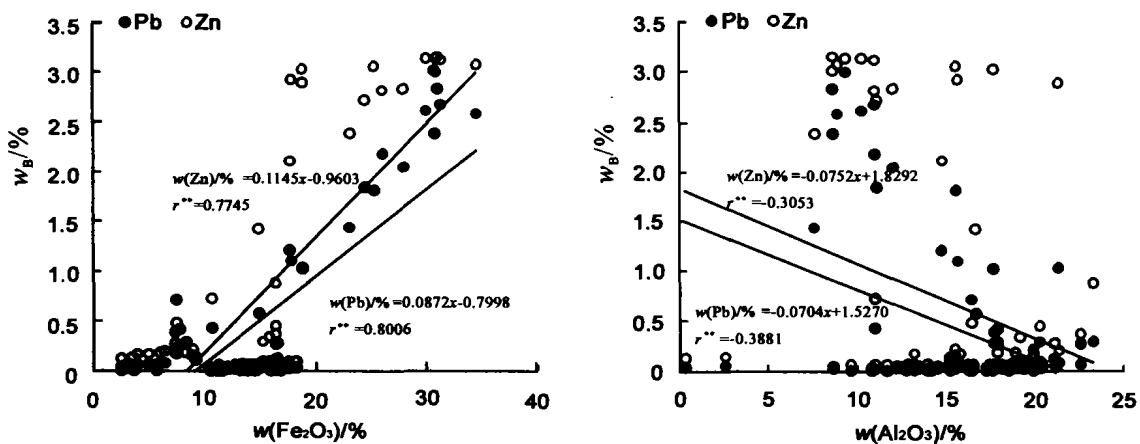 ● Pb ○ Zn
w_B/%
3.5
3.0
2.5
2.0
1.5
1.0
0.5
0
w(Zn)/% =0.1145x-0.9603
r** =0.7745
w(Pb)/% =0.0872x-0.7998
r** =0.8006
0 10 20 30 40
w(Fe₂O₃)/%
● Pb ○ Zn
w_B/%
3.5
3.0
2.5
2.0
1.5
1.0
0.5
0
w(Zn)/% =-0.0752x+1.8292
r** =-0.3053
w(Pb)/% =-0.0704x+1.5270
r** =-0.3881
0 5 10 15 20 25
w(Al₂O₃)/%